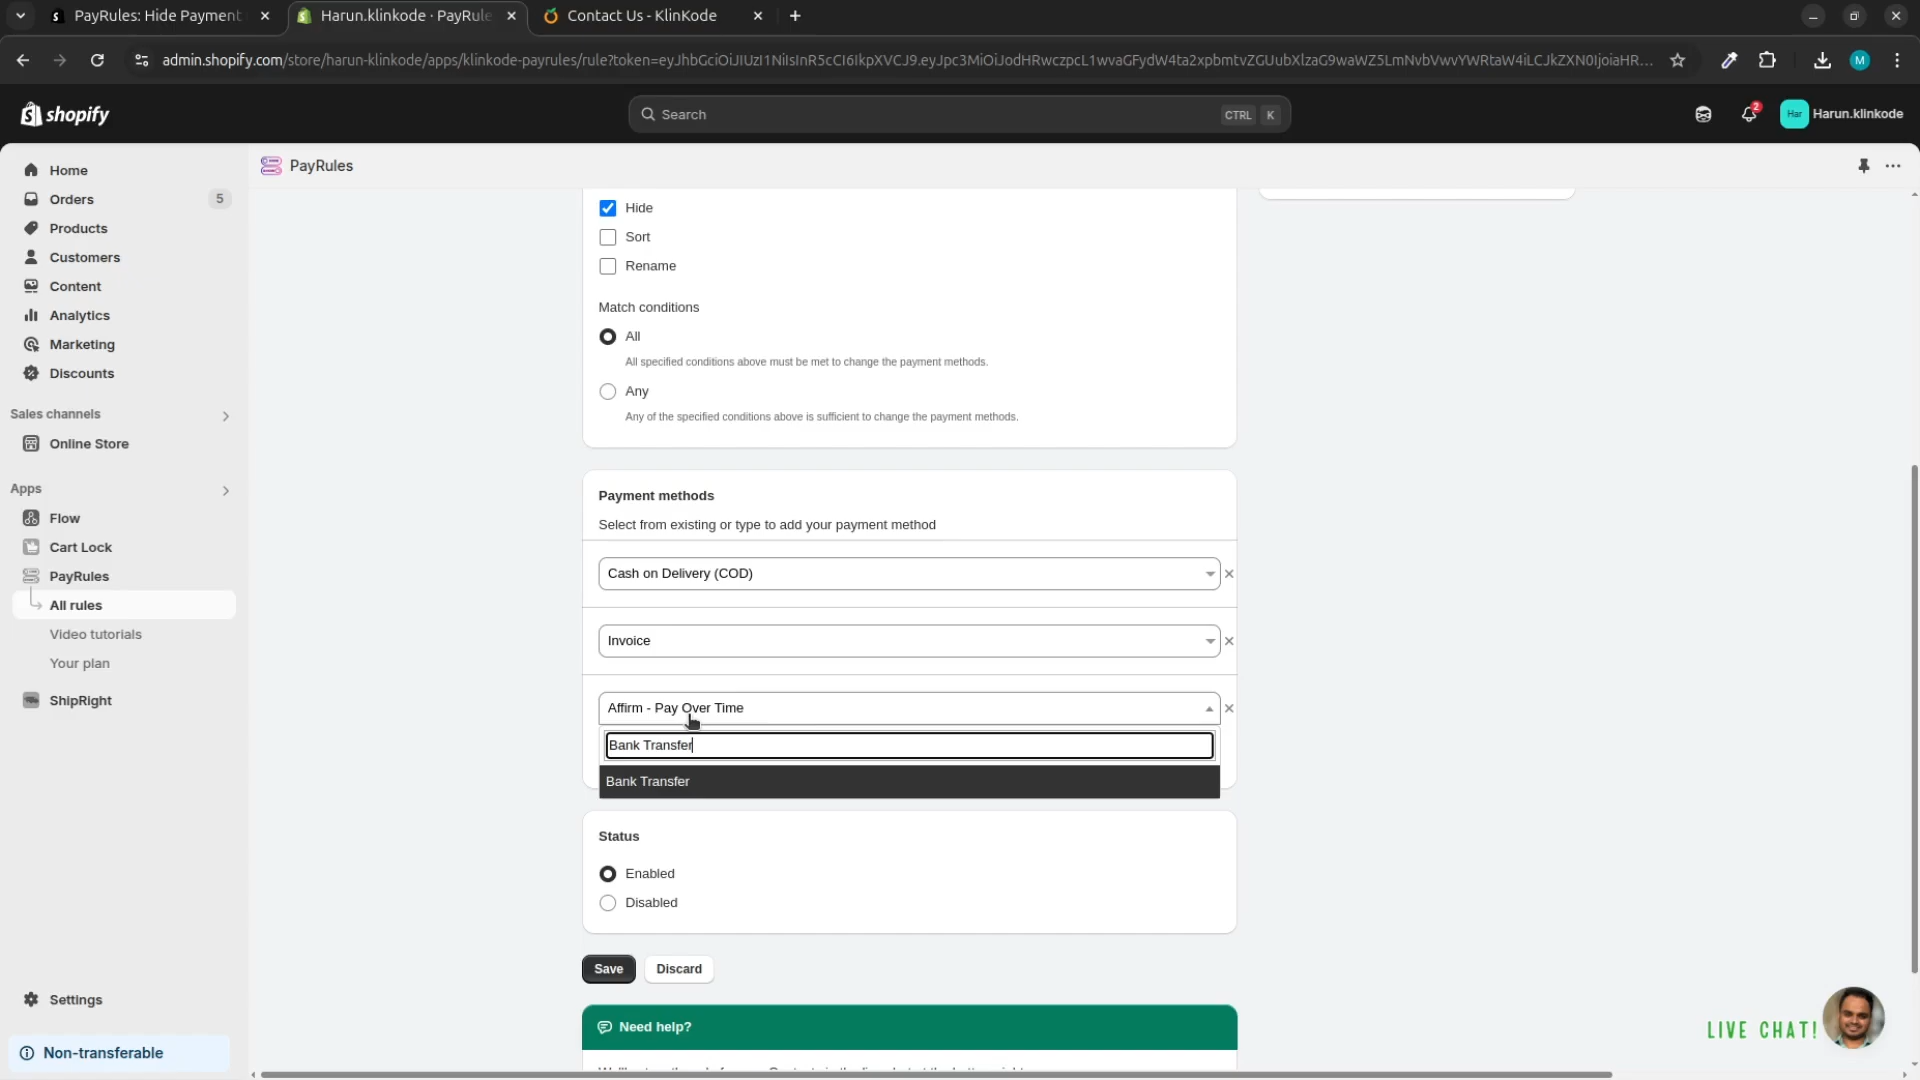 PayRules: Hide Payment
Harun.klinkode · PayRule
Contact Us - KlinKode
admin.shopify.com/store/harun-klinkode/apps/klinkode-payrules/rule?token=eyJhbGciOiJIUzI1NiIsInR5cCI6IkpXVCJ9.eyJpc3MiOiJodHRwczpcL1wvaGFydW4ta2xpbmtvZGUubXlzaG9waWZ5LmNvbVwvYWRtaW4iLCJkZXN0IjoiaHR...
M
shopify
Search
CTRL K
2
Har
Harun.klinkode
Home
Orders
5
Products
Customers
Content
Analytics
Marketing
Discounts
Sales channels
Online Store
Apps
Flow
Cart Lock
PayRules
All rules
Video tutorials
Your plan
ShipRight
Settings
Non-transferable
PayRules
Hide
Sort
Rename
Match conditions
All
All specified conditions above must be met to change the payment methods.
Any
Any of the specified conditions above is sufficient to change the payment methods.
Payment methods
Select from existing or type to add your payment method
Cash on Delivery (COD)
Invoice
Affirm - Pay Over Time
Bank Transfer
Bank Transfer
Status
Enabled
Disabled
Save
Discard
Need help?
LIVE CHAT!